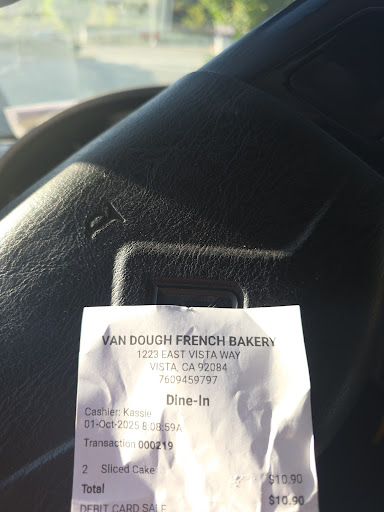 VAN DOUGH FRENCH BAKERY
1223 EAST VISTA WAY
VISTA, CA 92084
7609459797
Dine-In
Cashier: Kassie
01-Oct-2025 8:08:59A
Transaction 000219
2 Sliced Cake $10.90
Total $10.90
DEBIT CARD SALE